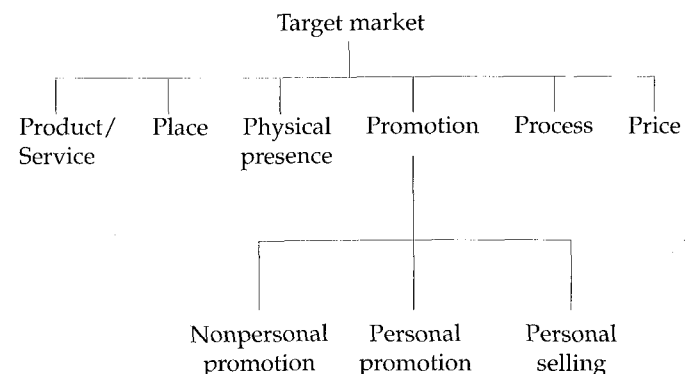 Target market
Product/ Place Physical Promotion Process Price
Service presence
Nonpersonal Personal Personal
promotion promotion selling